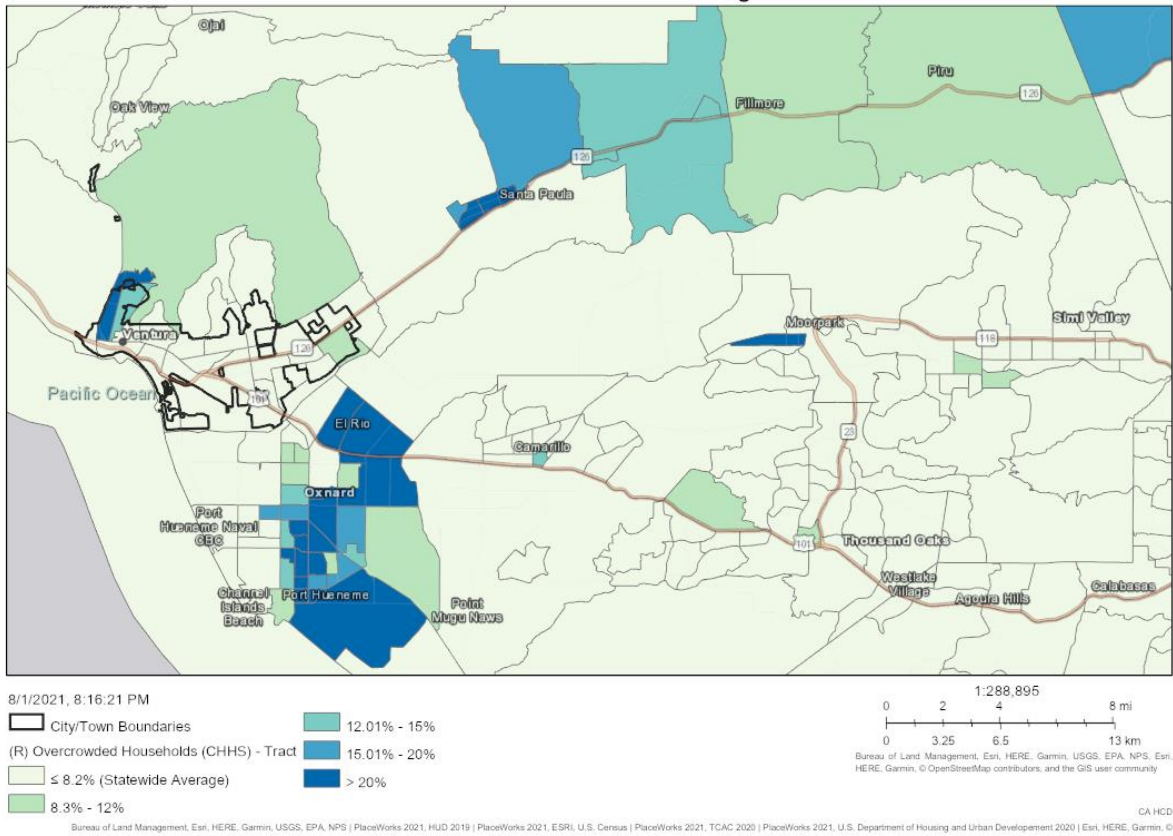 Ojai
Piru
126
Oak View
Fillmore
126
Santa Paula
Ventura
126
Moorpark
Simi Valley
118
Pacific Ocean
101
El Rio
Camarillo
23
Oxnard
Port
Hueneme Naval
CBC
101
Thousand Oaks
Westlake
Village
Calabasas
Agoura Hills
Channel
Islands
Beach
Port Hueneme
Point
Mugu Naws
8/1/2021, 8:16:21 PM
City/Town Boundaries
(R) Overcrowded Households (CHHS) - Tract
≤ 8.2% (Statewide Average)
8.3% - 12%
12.01% - 15%
15.01% - 20%
> 20%
1:288,895
0 2 4 8 mi
0 3.25 6.5 13 km
Bureau of Land Management, Esri, HERE, Garmin, USGS, EPA, NPS, Esri,
HERE, Garmin, © OpenStreetMap contributors, and the GIS user community
CA HCD
Bureau of Land Management, Esri, HERE, Garmin, USGS, EPA, NPS | PlaceWorks 2021, HUD 2019 | PlaceWorks 2021, ESRI, U.S. Census | PlaceWorks 2021, TCAC 2020 | PlaceWorks 2021, U.S. Department of Housing and Urban Developement 2020 | Esri, HERE, Garmin, ©